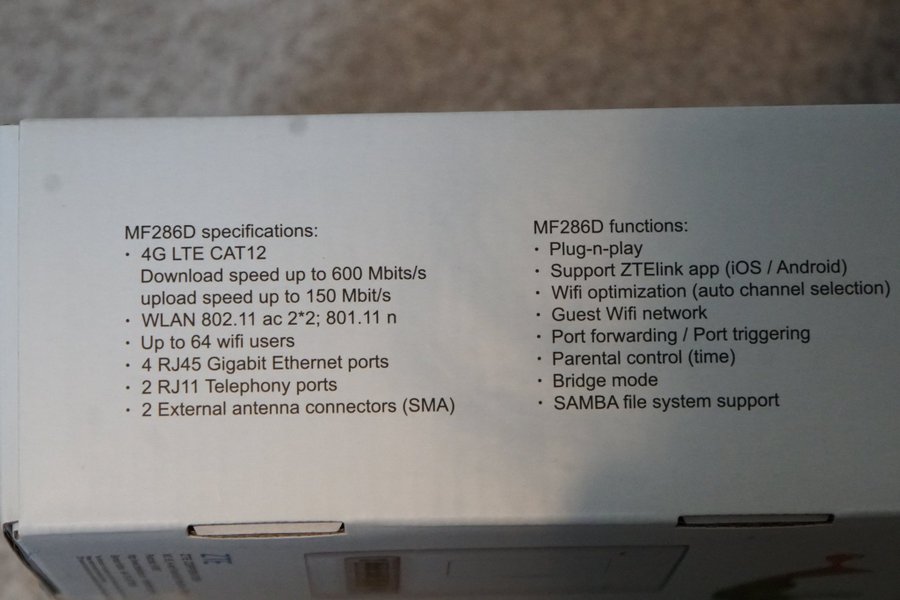 MF286D specifications:
· 4G LTE CAT12
Download speed up to 600 Mbits/s
upload speed up to 150 Mbit/s
· WLAN 802.11 ac 2*2; 801.11 n
· Up to 64 wifi users
· 4 RJ45 Gigabit Ethernet ports
· 2 RJ11 Telephony ports
· 2 External antenna connectors (SMA)
MF286D functions:
· Plug-n-play
· Support ZTElink app (iOS / Android)
· Wifi optimization (auto channel selection)
· Guest Wifi network
· Port forwarding / Port triggering
· Parental control (time)
· Bridge mode
· SAMBA file system support
ZTE